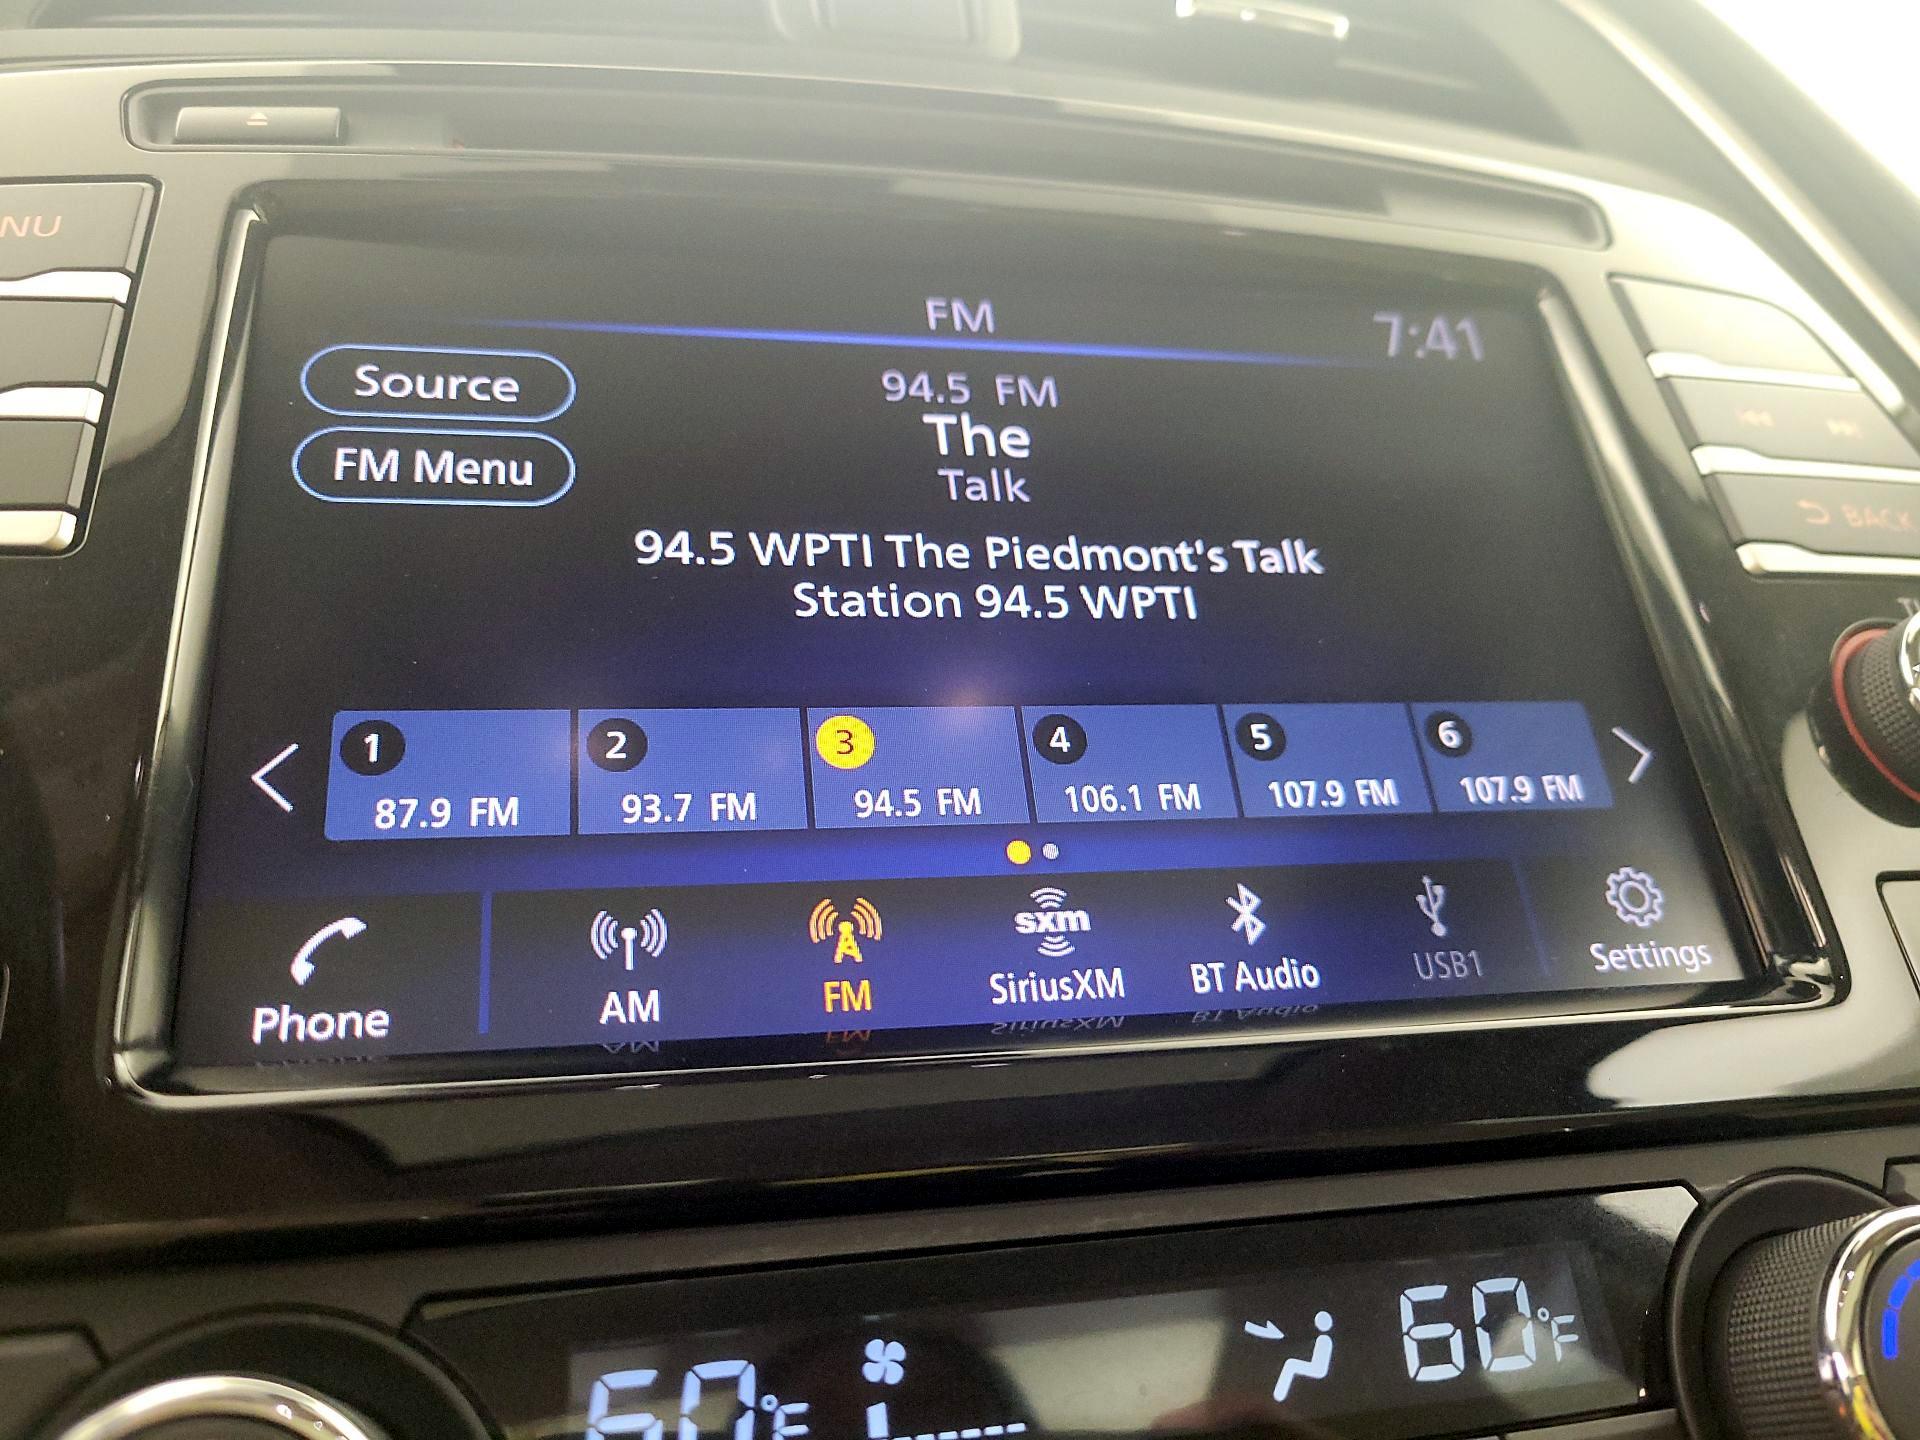 NU
FM
7:41
Source
94.5 FM
The
FM Menu
Talk
94.5 WPTI The Piedmont's Talk
Station 94.5 WPTI
1 2 3 4 5 6
87.9 FM 93.7 FM 94.5 FM 106.1 FM 107.9 FM 107.9 FM
sxm
Phone AM FM SiriusXM BT Audio USB1 Settings
BACK
60°F
60°F